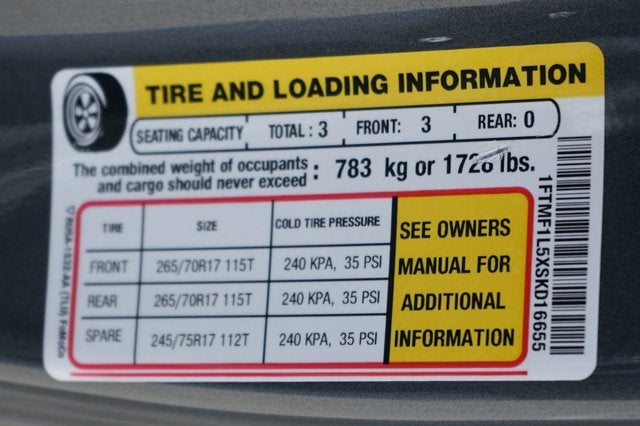 TIRE AND LOADING INFORMATION
SEATING CAPACITY TOTAL : 3 FRONT: 3 REAR: 0
The combined weight of occupants
and cargo should never exceed : 783 kg or 1726 lbs.
TIRE SIZE COLD TIRE PRESSURE
FRONT 265/70R17 115T 240 KPA, 35 PSI
REAR 265/70R17 115T 240 KPA, 35 PSI
SPARE 245/75R17 112T 240 KPA, 35 PSI
SEE OWNERS
MANUAL FOR
ADDITIONAL
INFORMATION
1FTMF1L5XSKD16655
(TLU) FoMoCo